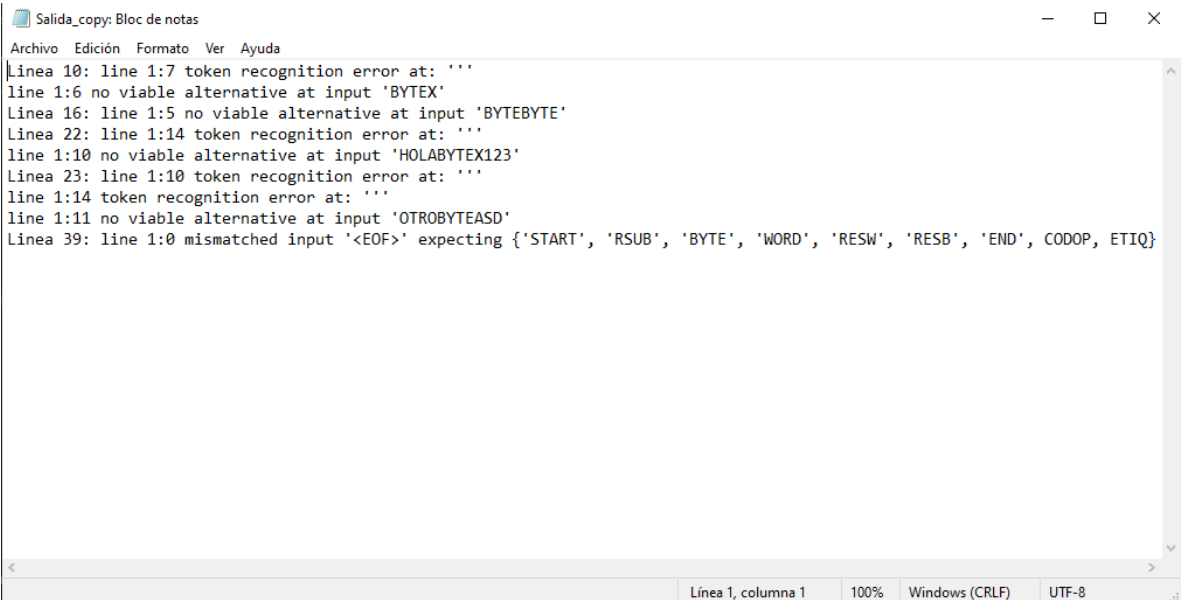 Salida_copy: Bloc de notas
Archivo Edición Formato Ver Ayuda
Linea 10: line 1:7 token recognition error at: '''
line 1:6 no viable alternative at input 'BYTEX'
Linea 16: line 1:5 no viable alternative at input 'BYTEBYTE'
Linea 22: line 1:14 token recognition error at: '''
line 1:10 no viable alternative at input 'HOLABYTEX123'
Linea 23: line 1:10 token recognition error at: '''
line 1:14 token recognition error at: '''
line 1:11 no viable alternative at input 'OTROBYTEASD'
Linea 39: line 1:0 mismatched input '<EOF>' expecting {'START', 'RSUB', 'BYTE', 'WORD', 'RESW', 'RESB', 'END', CODOP, ETIQ}
Línea 1, columna 1 100% Windows (CRLF) UTF-8